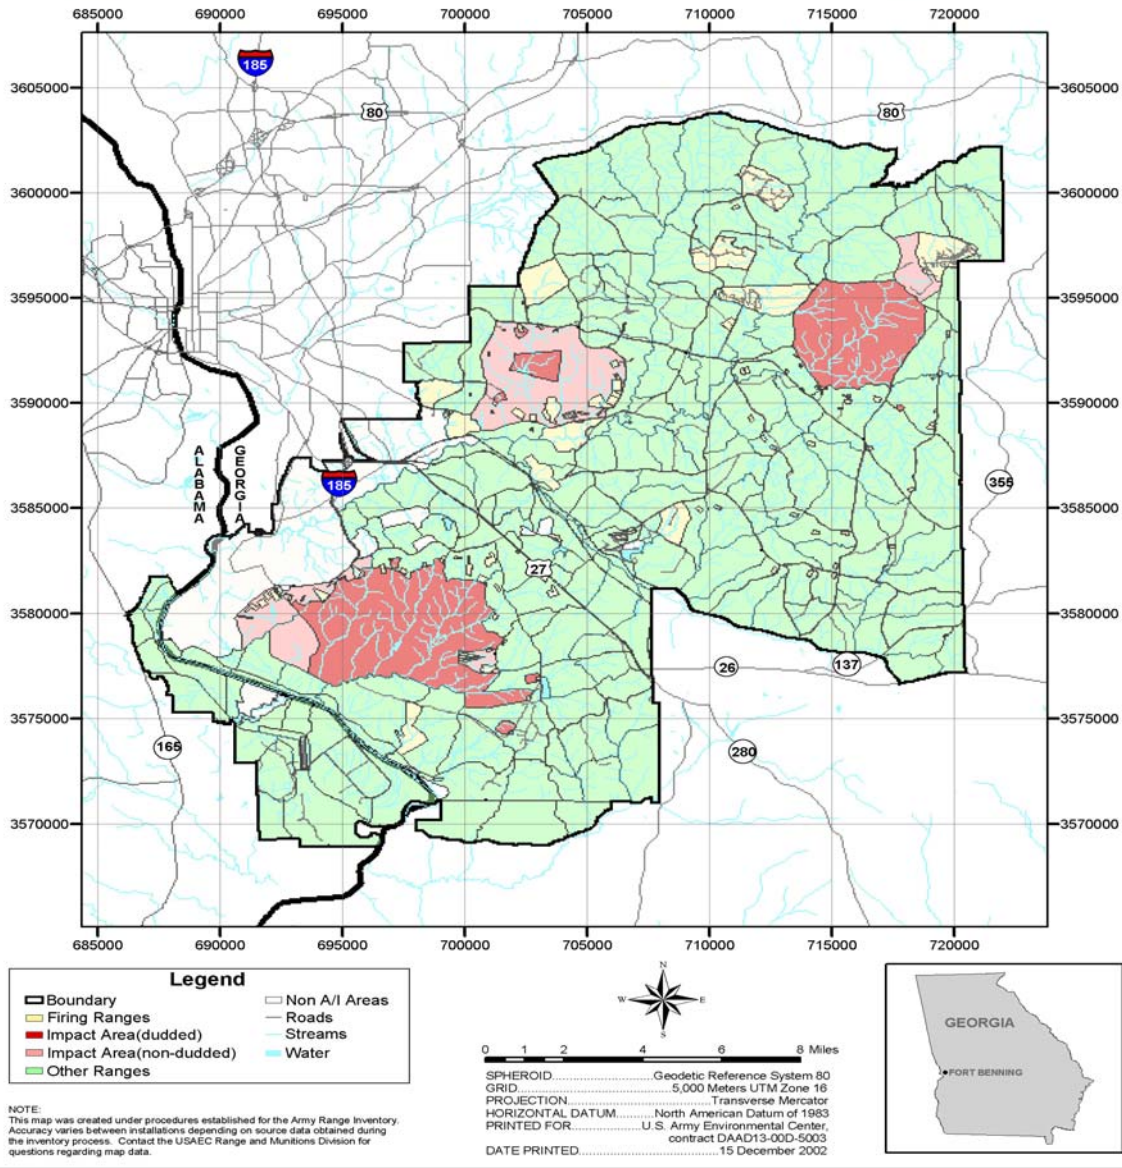 685000 690000 695000 700000 705000 710000 715000 720000
185
3605000 3605000
80 80
3600000 3600000
3595000 3595000
3590000 3590000
ALABAMA
GEORGIA
185
355
3585000 3585000
27
3580000 3580000
26 137
3575000 3575000
165
280
3570000 3570000
685000 690000 695000 700000 705000 710000 715000 720000
Legend
Boundary
Firing Ranges
Impact Area(dudded)
Impact Area(non-dudded)
Other Ranges
Non A/I Areas
Roads
Streams
Water
NOTE:
This map was created under procedures established for the Army Range Inventory.
Accuracy varies between installations depending on source data obtained during
the inventory process. Contact the USAEC Range and Munitions Division for
questions regarding map data.
N
W E
S
0 1 2 4 6 8 Miles
SPHEROID...................Geodetic Reference System 80
GRID...................................5,000 Meters UTM Zone 16
PROJECTION............................Transverse Mercator
HORIZONTAL DATUM.......North American Datum of 1983
PRINTED FOR.............U.S. Army Environmental Center,
contract DAAD13-00D-5003
DATE PRINTED................................15 December 2002
GEORGIA
FORT BENNING